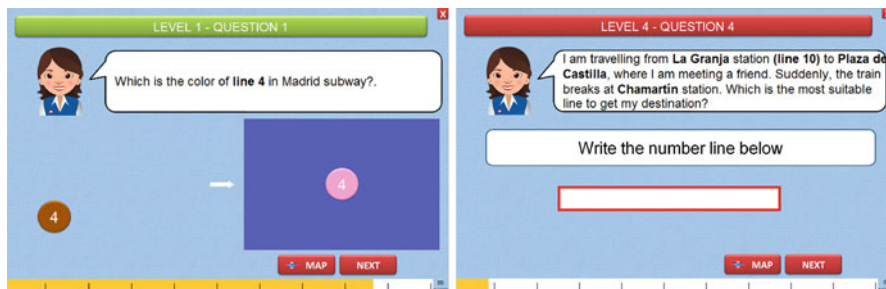 LEVEL 1 - QUESTION 1
X
Which is the color of line 4 in Madrid subway?.
4
4
MAP
NEXT
LEVEL 4 - QUESTION 4
I am travelling from La Granja station (line 10) to Plaza de
Castilla, where I am meeting a friend. Suddenly, the train
breaks at Chamartín station. Which is the most suitable
line to get my destination?
Write the number line below
MAP
NEXT